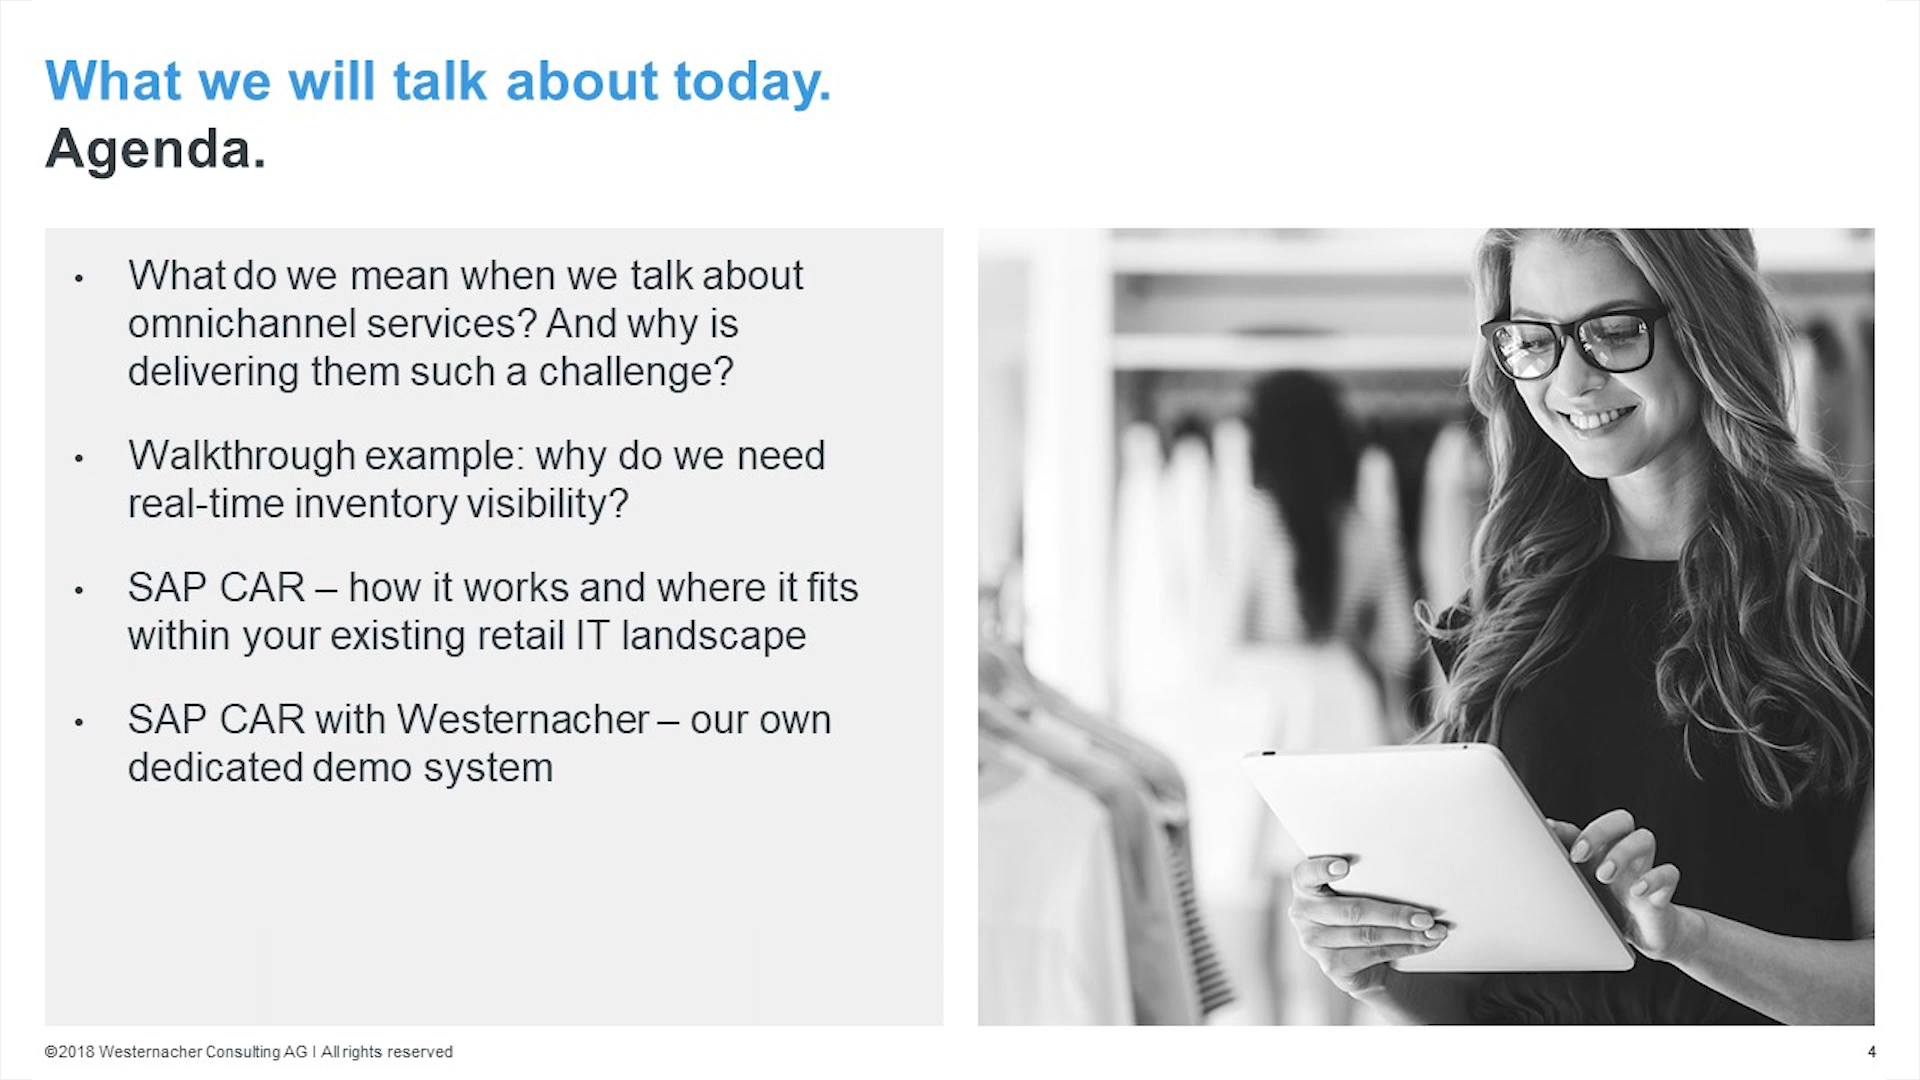 What we will talk about today.
Agenda.
• What do we mean when we talk about
omnichannel services? And why is
delivering them such a challenge?
• Walkthrough example: why do we need
real-time inventory visibility?
• SAP CAR – how it works and where it fits
within your existing retail IT landscape
• SAP CAR with Westernacher – our own
dedicated demo system
©2018 Westernacher Consulting AG I All rights reserved
4